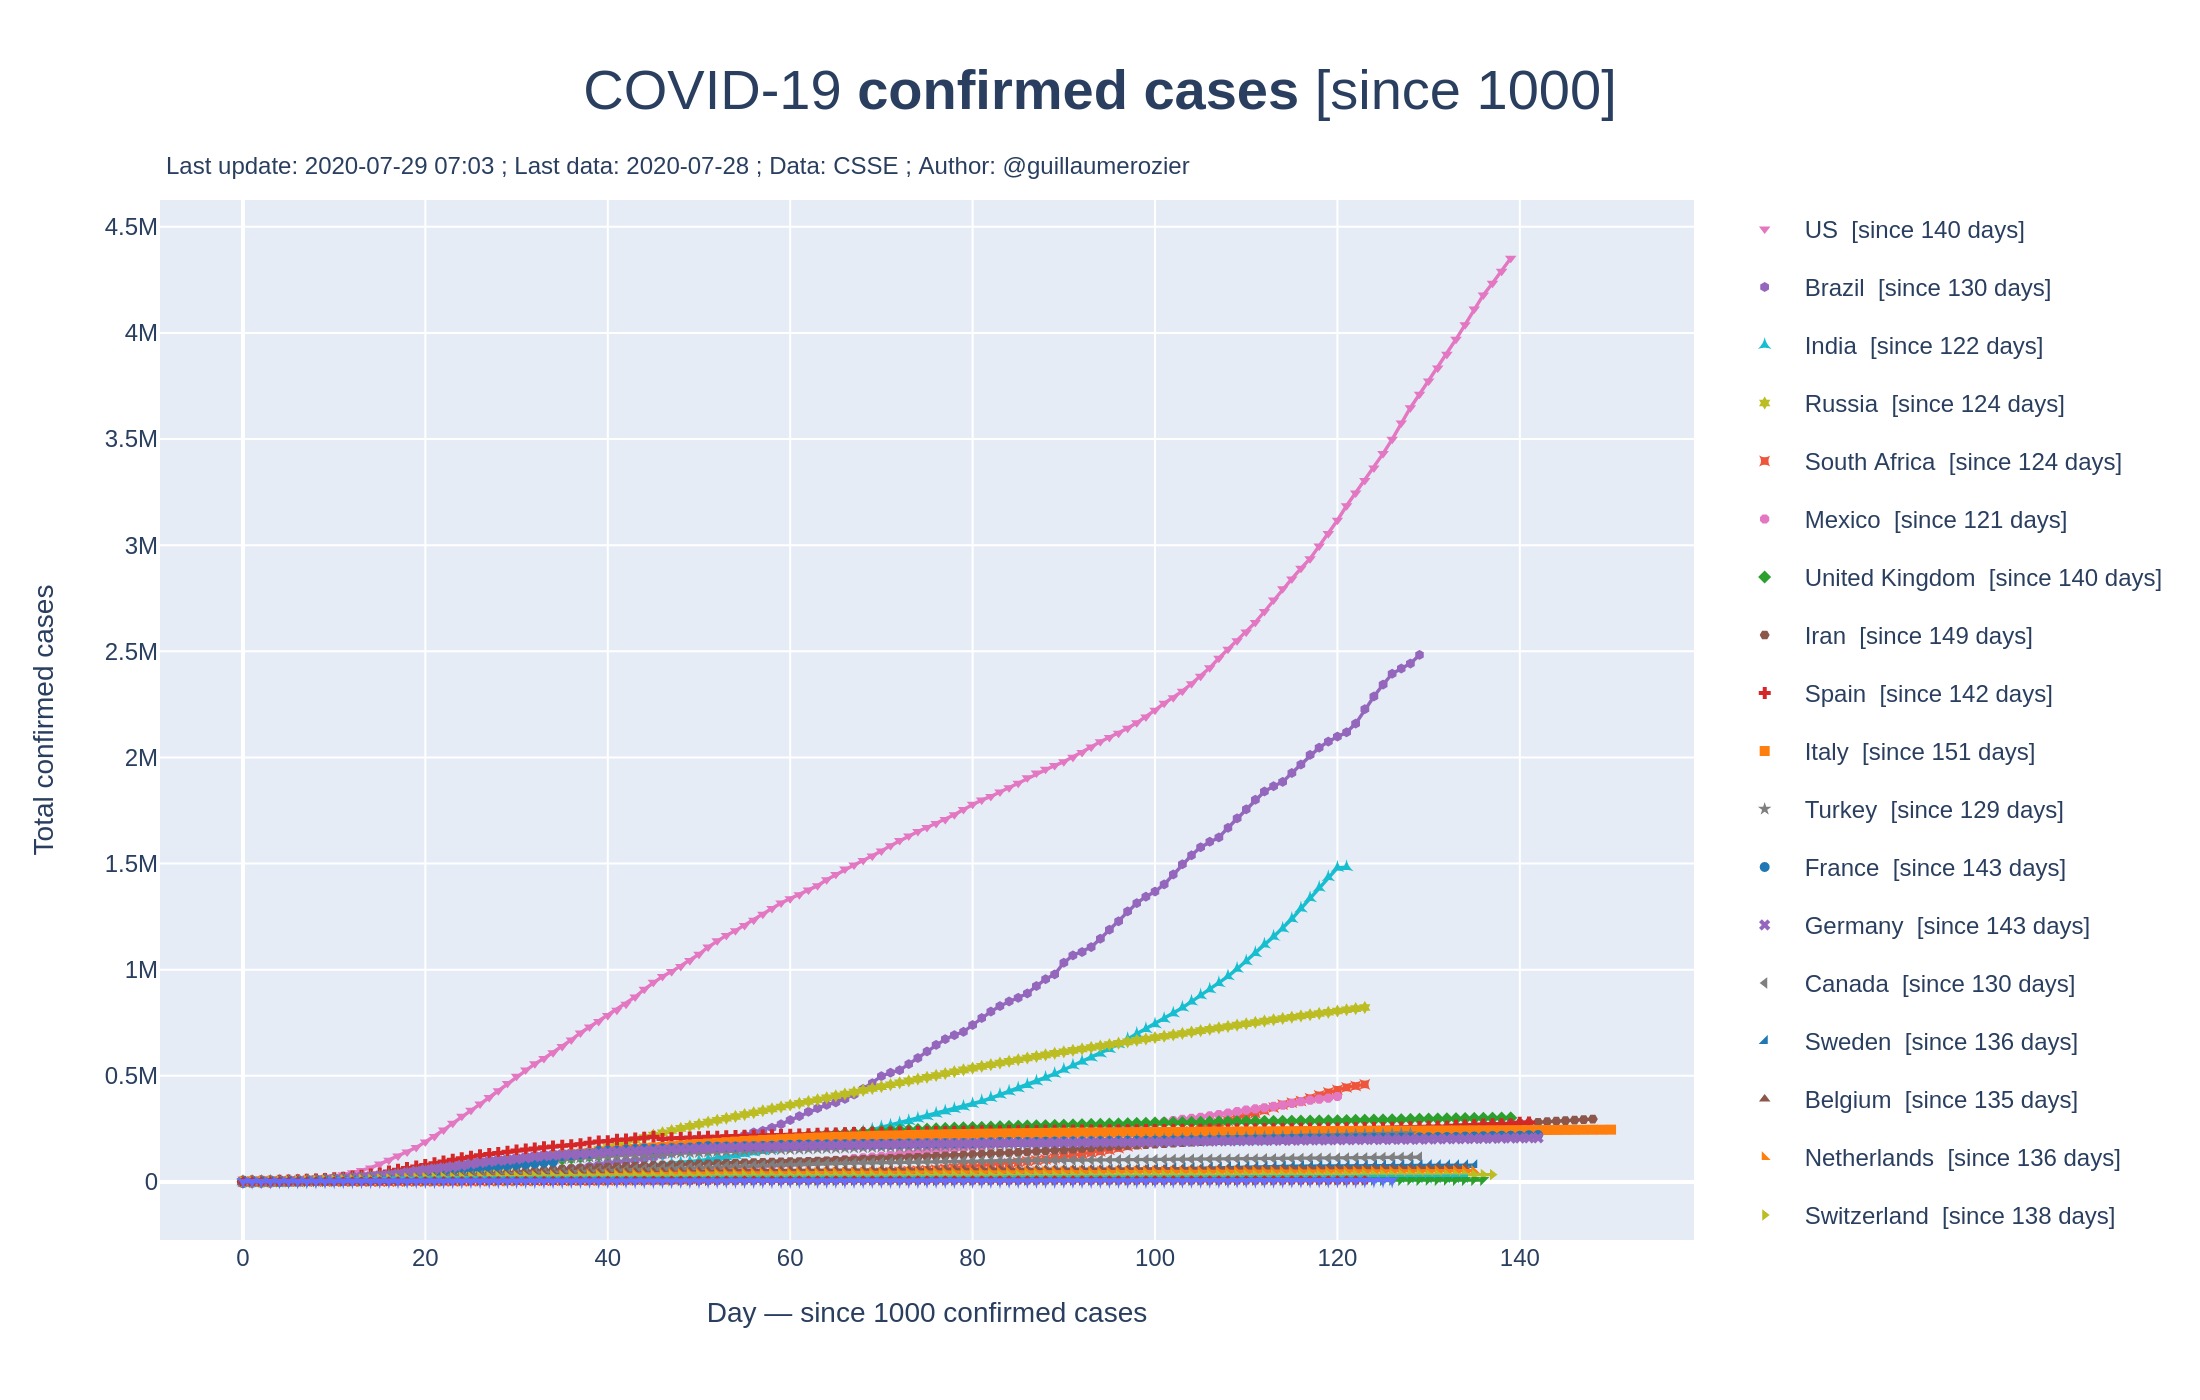 COVID-19 confirmed cases [since 1000]
Last update: 2020-07-29 07:03 ; Last data: 2020-07-28 ; Data: CSSE ; Author: @guillaumerozier
Total confirmed cases
4.5M
4M
3.5M
3M
2.5M
2M
1.5M
1M
0.5M
0
0 20 40 60 80 100 120 140
Day — since 1000 confirmed cases
US [since 140 days]
Brazil [since 130 days]
India [since 122 days]
Russia [since 124 days]
South Africa [since 124 days]
Mexico [since 121 days]
United Kingdom [since 140 days]
Iran [since 149 days]
Spain [since 142 days]
Italy [since 151 days]
Turkey [since 129 days]
France [since 143 days]
Germany [since 143 days]
Canada [since 130 days]
Sweden [since 136 days]
Belgium [since 135 days]
Netherlands [since 136 days]
Switzerland [since 138 days]